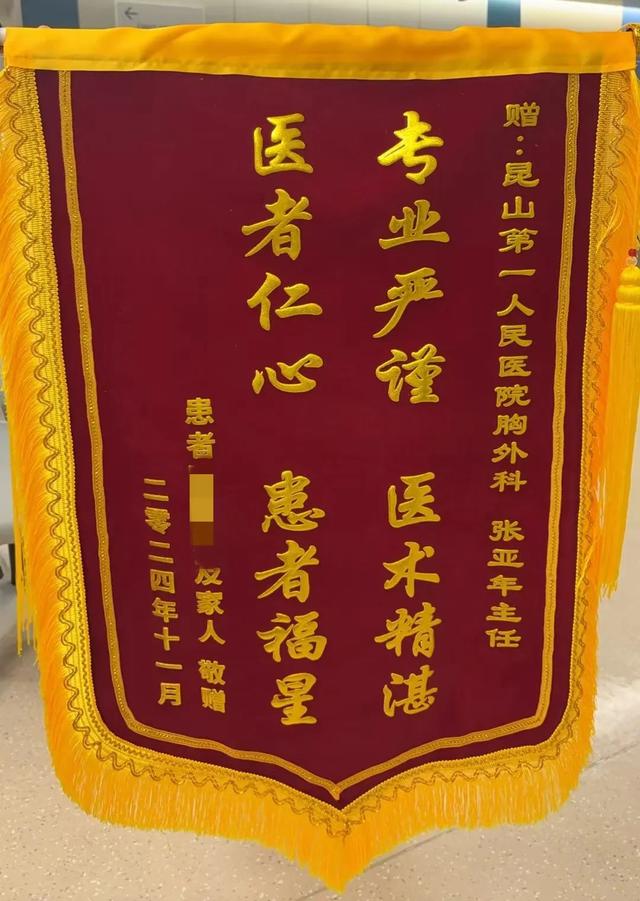 赠：昆山第一人民医院胸外科 张亚年主任
专业严谨 医术精湛
医者仁心 患者福星
患者 及家人 敬赠
二零二四年十一月